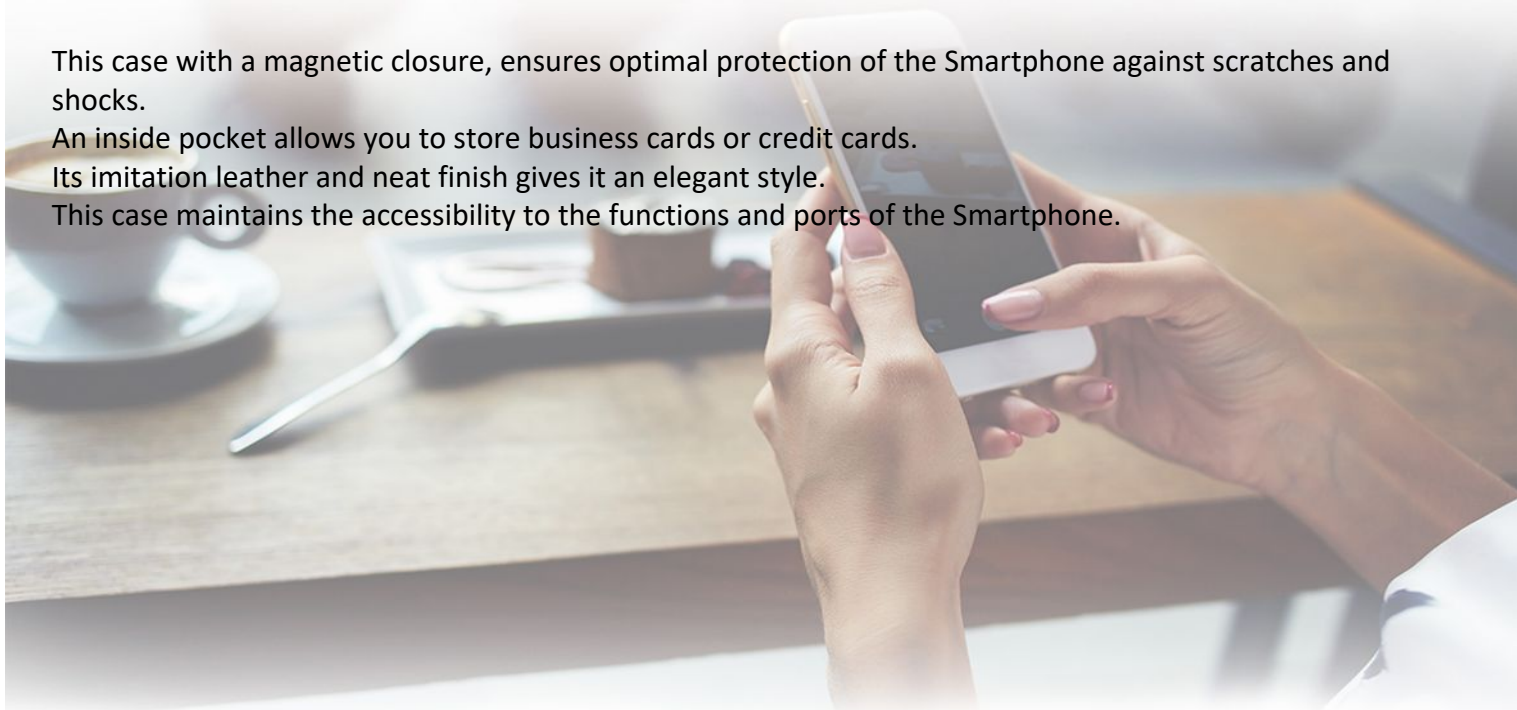 This case with a magnetic closure, ensures optimal protection of the Smartphone against scratches and
shocks.
An inside pocket allows you to store business cards or credit cards.
Its imitation leather and neat finish gives it an elegant style.
This case maintains the accessibility to the functions and ports of the Smartphone.